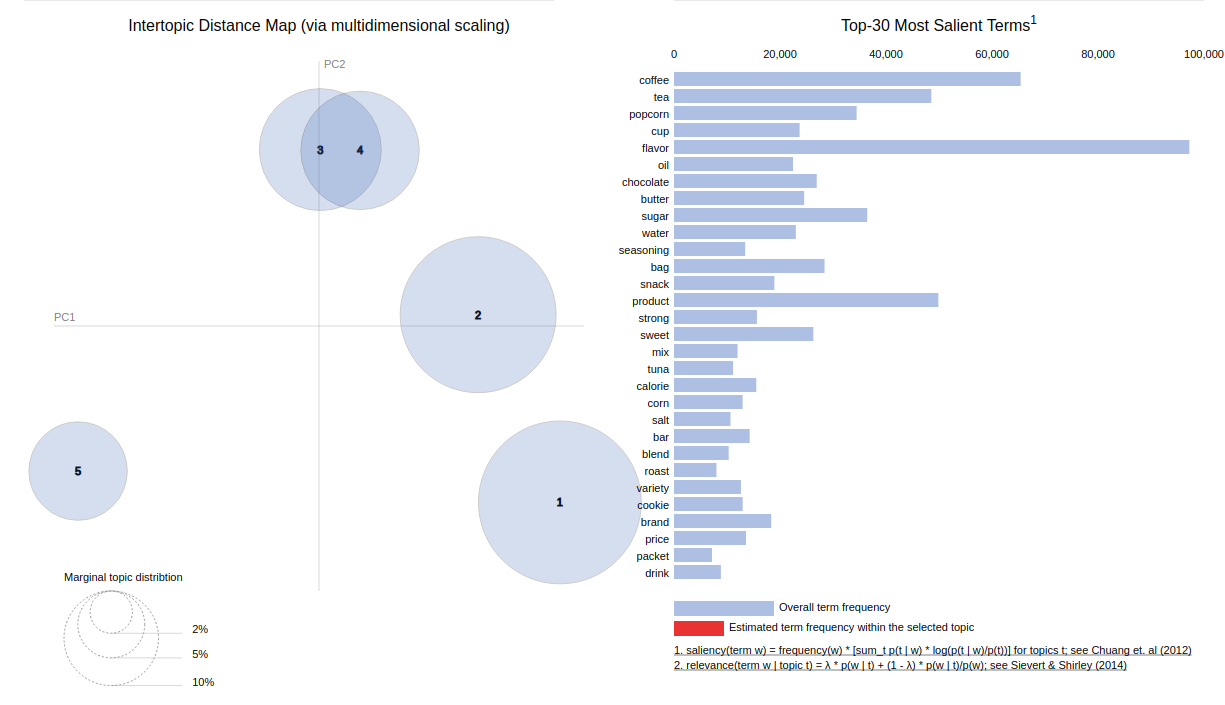 Intertopic Distance Map (via multidimensional scaling)
PC2
3
4
2
PC1
5
1
Marginal topic distribtion
2%
5%
10%
Top-30 Most Salient Terms1
0 20,000 40,000 60,000 80,000 100,000
coffee
tea
popcorn
cup
flavor
oil
chocolate
butter
sugar
water
seasoning
bag
snack
product
strong
sweet
mix
tuna
calorie
corn
salt
bar
blend
roast
variety
cookie
brand
price
packet
drink
Overall term frequency
Estimated term frequency within the selected topic
1. saliency(term w) = frequency(w) * [sum_t p(t | w) * log(p(t | w)/p(t))] for topics t; see Chuang et. al (2012)
2. relevance(term w | topic t) = λ * p(w | t) + (1 - λ) * p(w | t)/p(w); see Sievert & Shirley (2014)